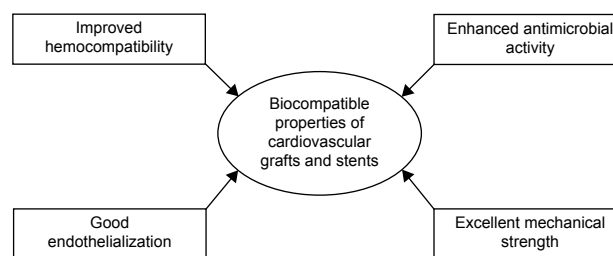 Improved
hemocompatibility
Enhanced antimicrobial
activity
Biocompatible
properties of
cardiovascular
grafts and stents
Good
endothelialization
Excellent mechanical
strength